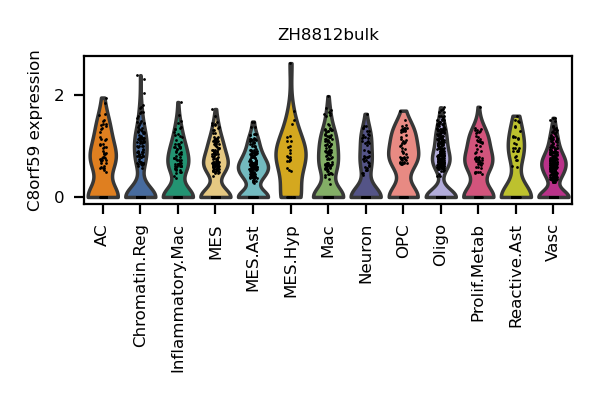 ZH8812bulk
C8orf59 expression
2
0
AC
Chromatin.Reg
Inflammatory.Mac
MES
MES.Ast
MES.Hyp
Mac
Neuron
OPC
Oligo
Prolif.Metab
Reactive.Ast
Vasc